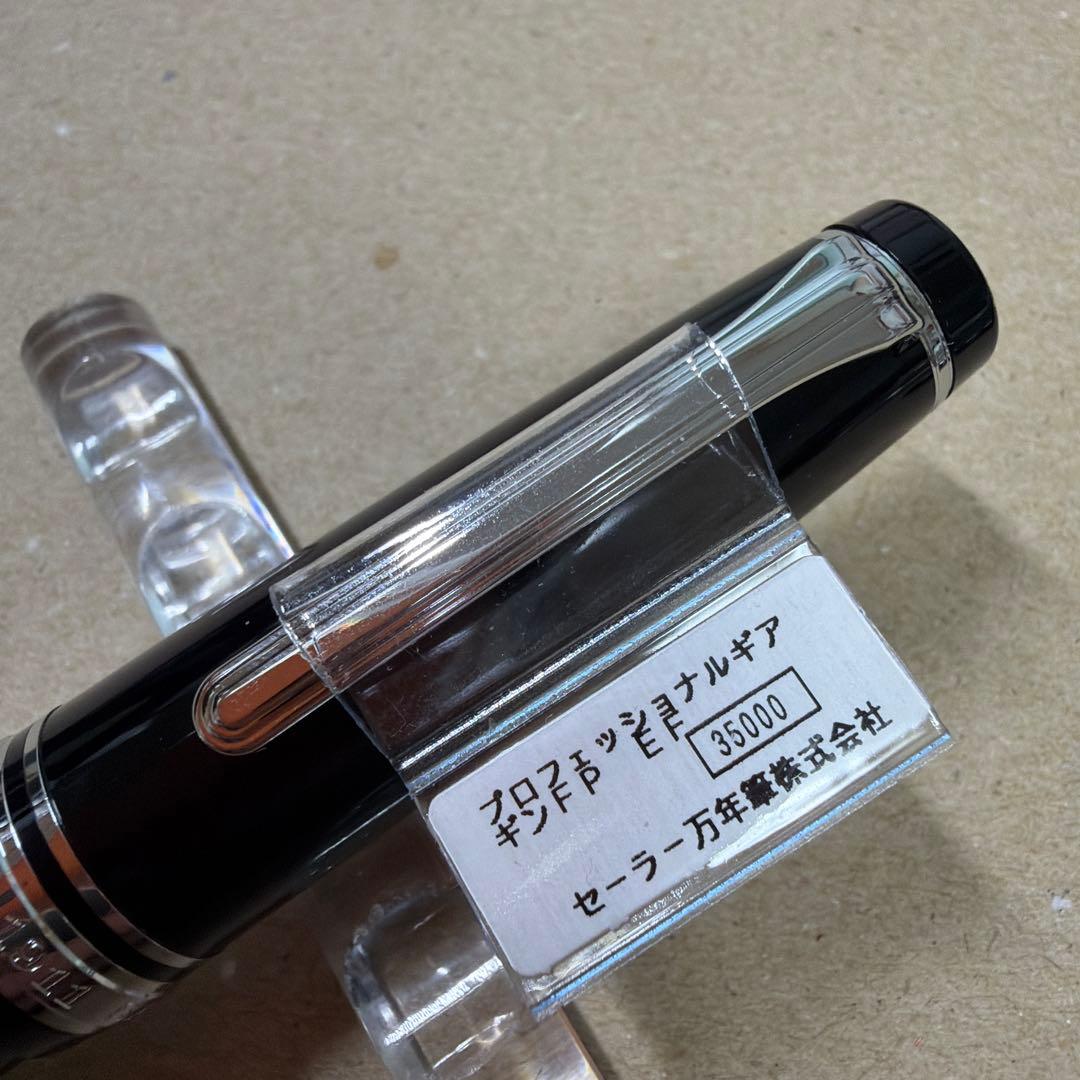 プロフェッショナルギア
ギンFP EF 35000
セーラー万年筆株式会社
1911